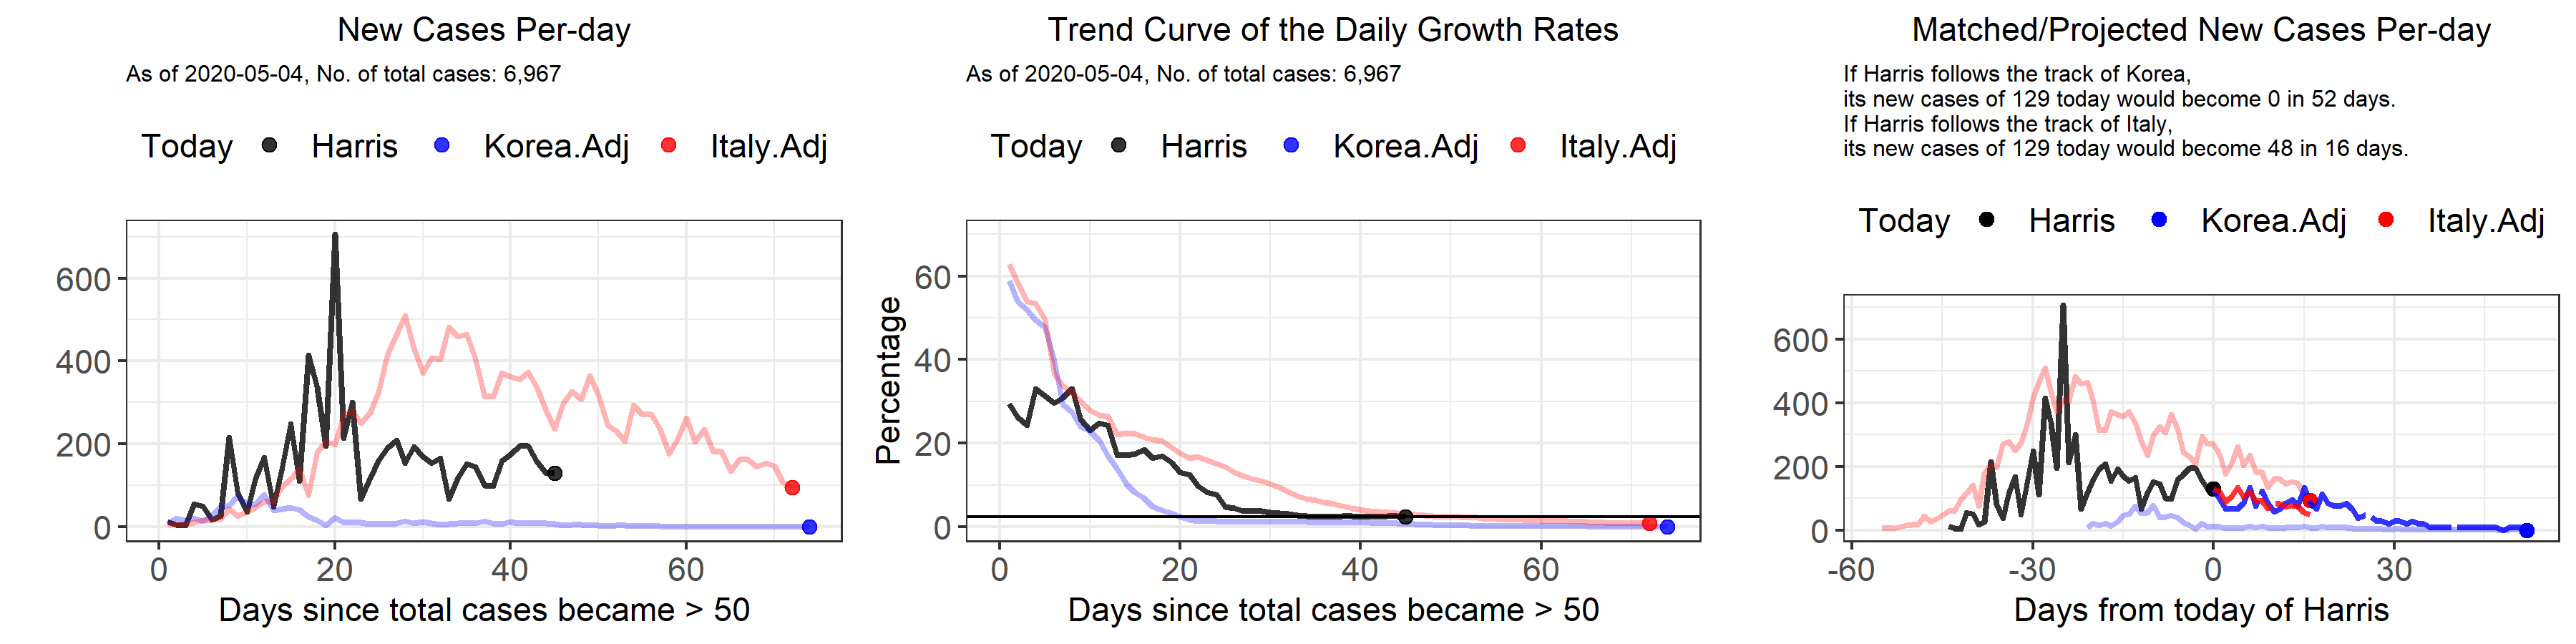 New Cases Per-day
As of 2020-05-04, No. of total cases: 6,967
Today Harris Korea.Adj Italy.Adj
600
400
200
0
0 20 40 60
Days since total cases became > 50
Trend Curve of the Daily Growth Rates
As of 2020-05-04, No. of total cases: 6,967
Today Harris Korea.Adj Italy.Adj
Percentage
60
40
20
0
0 20 40 60
Days since total cases became > 50
Matched/Projected New Cases Per-day
If Harris follows the track of Korea,
its new cases of 129 today would become 0 in 52 days.
If Harris follows the track of Italy,
its new cases of 129 today would become 48 in 16 days.
Today Harris Korea.Adj Italy.Adj
600
400
200
0
-60 -30 0 30
Days from today of Harris